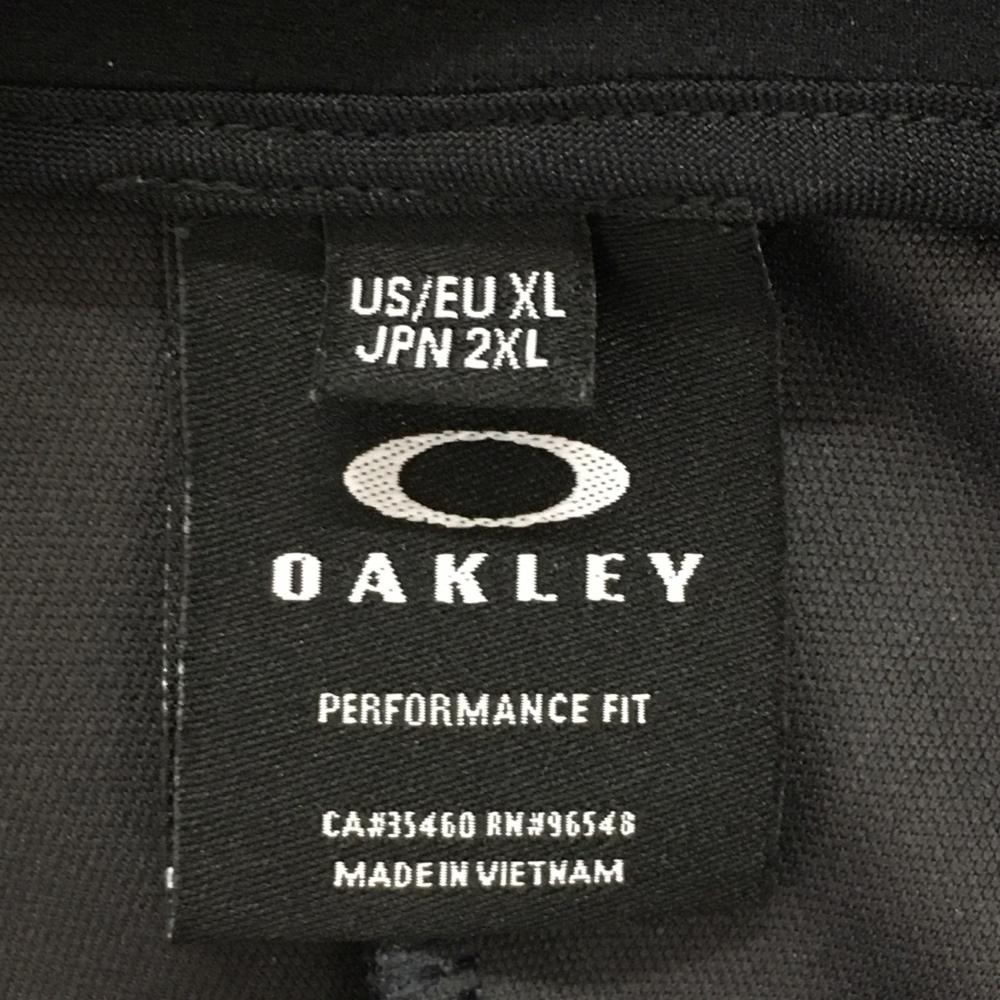 US/EU XL
JPN 2XL
OAKLEY
PERFORMANCE FIT
CA#35460 RN#96548
MADE IN VIETNAM